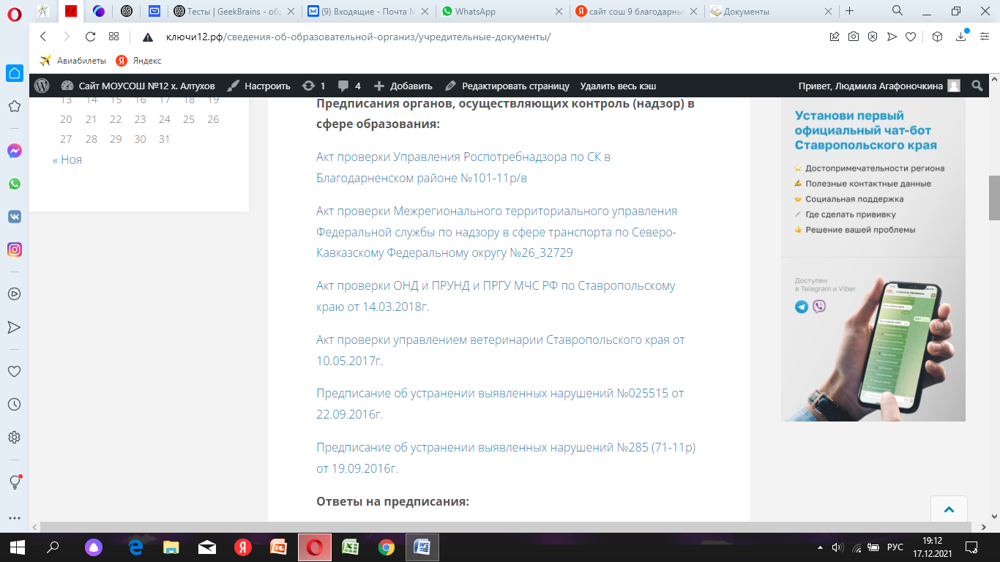 Тесты | GeekBrains - обр
(9) Входящие - Почта М
WhatsApp
сайт сош 9 благодарны
Документы
ключи12.рф/сведения-об-образовательной-организ/учредительные-документы/
Авиабилеты
Яндекс
Сайт МОУСОШ №12 х. Алтухов
Настроить
1
4
Добавить
Редактировать страницу
Удалить весь кэш
Привет, Людмила Агафоночкина
13 14 15 16 17 18 19
20 21 22 23 24 25 26
27 28 29 30 31
« Ноя
Предписания органов, осуществляющих контроль (надзор) в
сфере образования:
Акт проверки Управления Роспотребнадзора по СК в
Благодарненском районе №101-11р/в
Акт проверки Межрегионального территориального управления
Федеральной службы по надзору в сфере транспорта по Северо-
Кавказскому Федеральному округу №26_32729
Акт проверки ОНД и ПРУНД и ПРГУ МЧС РФ по Ставропольскому
краю от 14.03.2018г.
Акт проверки управлением ветеринарии Ставропольского края от
10.05.2017г.
Предписание об устранении выявленных нарушений №025515 от
22.09.2016г.
Предписание об устранении выявленных нарушений №285 (71-11р)
от 19.09.2016г.
Ответы на предписания:
Установи первый
официальный чат-бот
Ставропольского края
Достопримечательности региона
Полезные контактные данные
Социальная поддержка
Где сделать прививку
Решение вашей проблемы
Доступен
в Telegram и Viber
РУС
19:12
17.12.2021